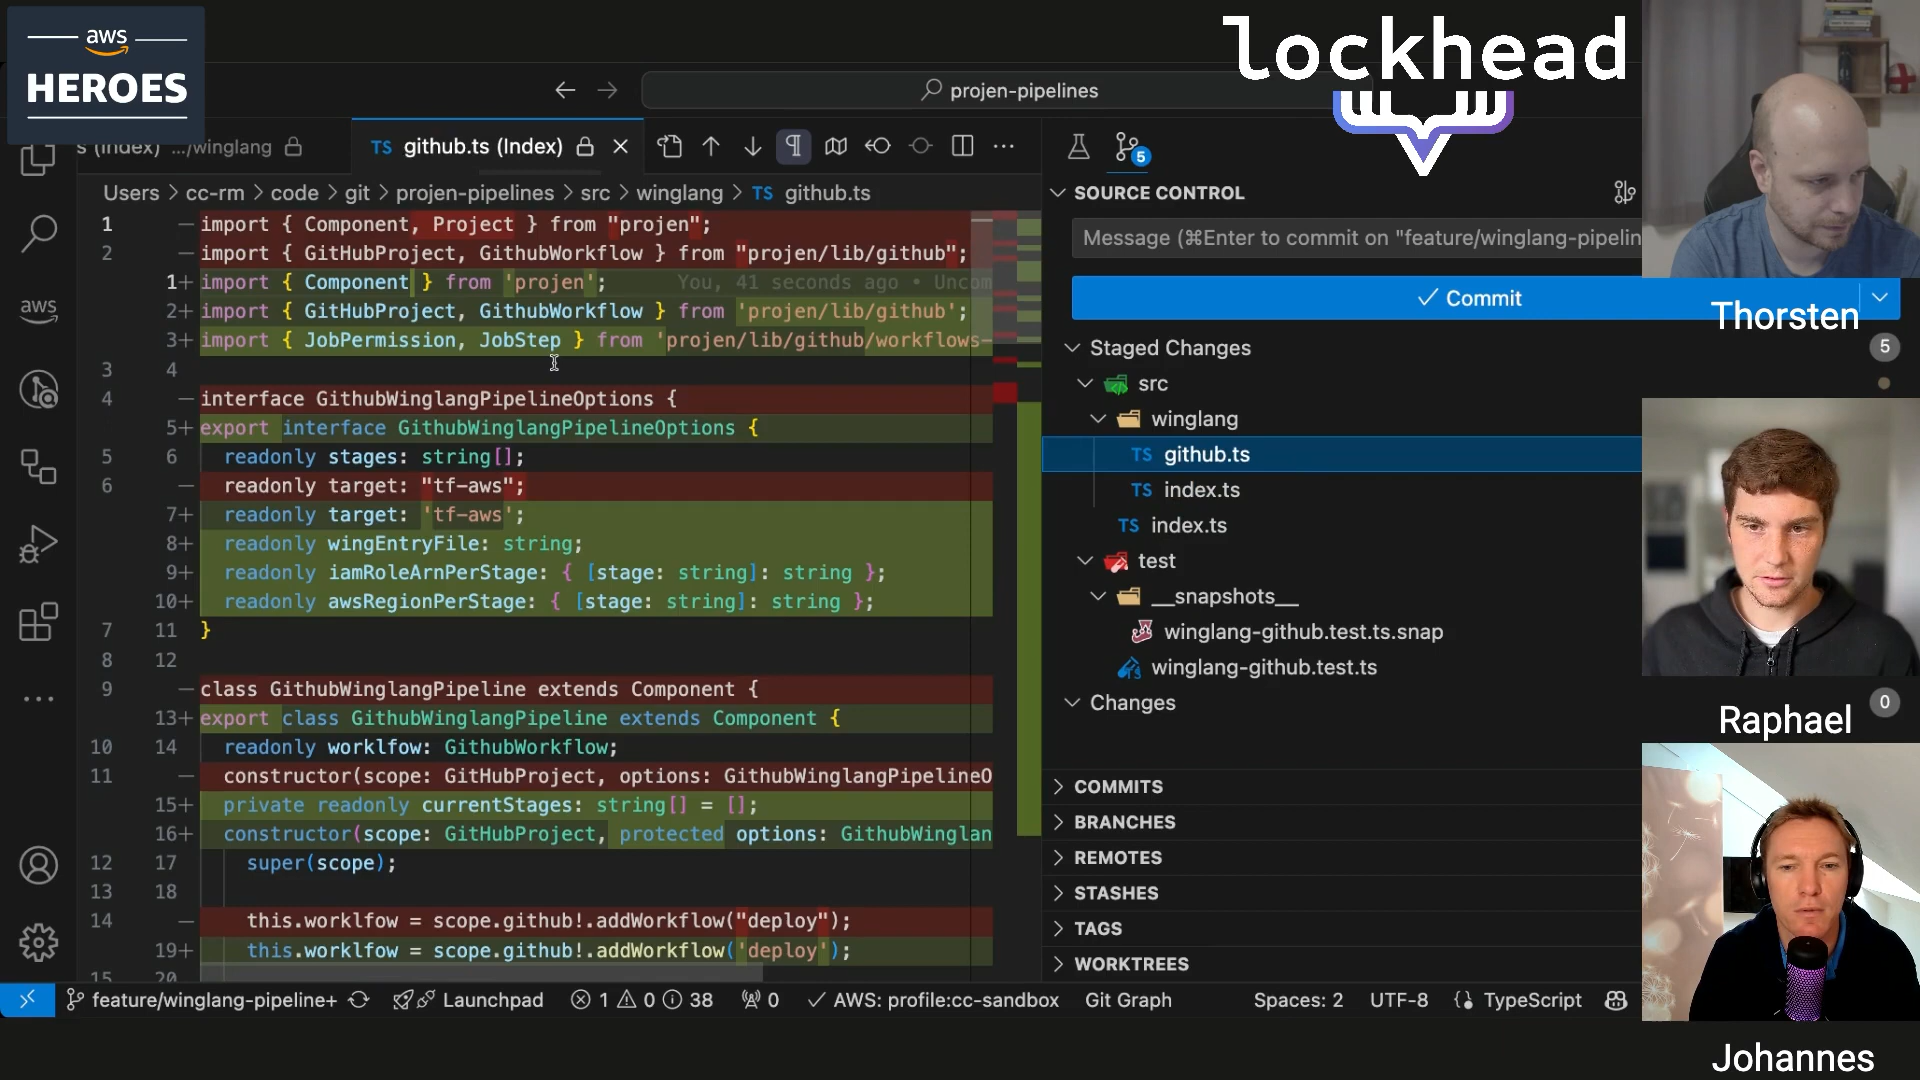 aws
HEROES
lockhead
projen-pipelines
s (Index) .../winglang
TS github.ts (Index)
5
Users > cc-rm > code > git > projen-pipelines > src > winglang > TS github.ts
1 — import { Component, Project } from "projen";
2 — import { GitHubProject, GithubWorkflow } from "projen/lib/github";
1+ import { Component } from 'projen'; You, 41 seconds ago • Uncom
2+ import { GitHubProject, GithubWorkflow } from 'projen/lib/github';
3+ import { JobPermission, JobStep } from 'projen/lib/github/workflows-
3 4
4 — interface GithubWinglangPipelineOptions {
5+ export interface GithubWinglangPipelineOptions {
5 6 readonly stages: string[];
6 — readonly target: "tf-aws";
7+ readonly target: 'tf-aws';
8+ readonly wingEntryFile: string;
9+ readonly iamRoleArnPerStage: { [stage: string]: string };
10+ readonly awsRegionPerStage: { [stage: string]: string };
7 11 }
8 12
9 — class GithubWinglangPipeline extends Component {
13+ export class GithubWinglangPipeline extends Component {
10 14 readonly worklfow: GithubWorkflow;
11 — constructor(scope: GitHubProject, options: GithubWinglangPipelineO
15+ private readonly currentStages: string[] = [];
16+ constructor(scope: GitHubProject, protected options: GithubWinglan
12 17 super(scope);
13 18
14 — this.worklfow = scope.github!.addWorkflow("deploy");
19+ this.worklfow = scope.github!.addWorkflow('deploy');
15 20
SOURCE CONTROL
Message (⌘Enter to commit on "feature/winglang-pipelin
Commit
Staged Changes 5
src
winglang
TS github.ts
TS index.ts
TS index.ts
test
__snapshots__
winglang-github.test.ts.snap
winglang-github.test.ts
Changes 0
COMMITS
BRANCHES
REMOTES
STASHES
TAGS
WORKTREES
Thorsten
Raphael
Johannes
aws
feature/winglang-pipeline+ Launchpad 1 0 38 0 AWS: profile:cc-sandbox Git Graph Spaces: 2 UTF-8 TypeScript